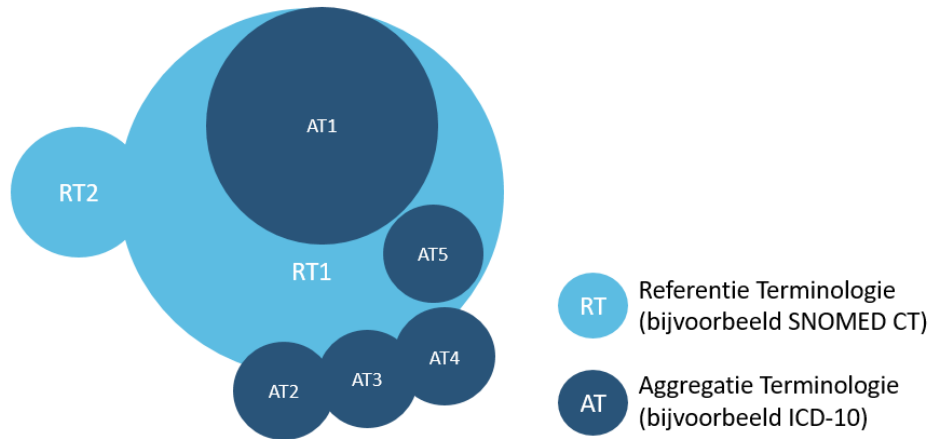 AT1
RT2
AT5
RT1
AT4
AT3
AT2
RT
Referentie Terminologie
(bijvoorbeeld SNOMED CT)
AT
Aggregatie Terminologie
(bijvoorbeeld ICD-10)